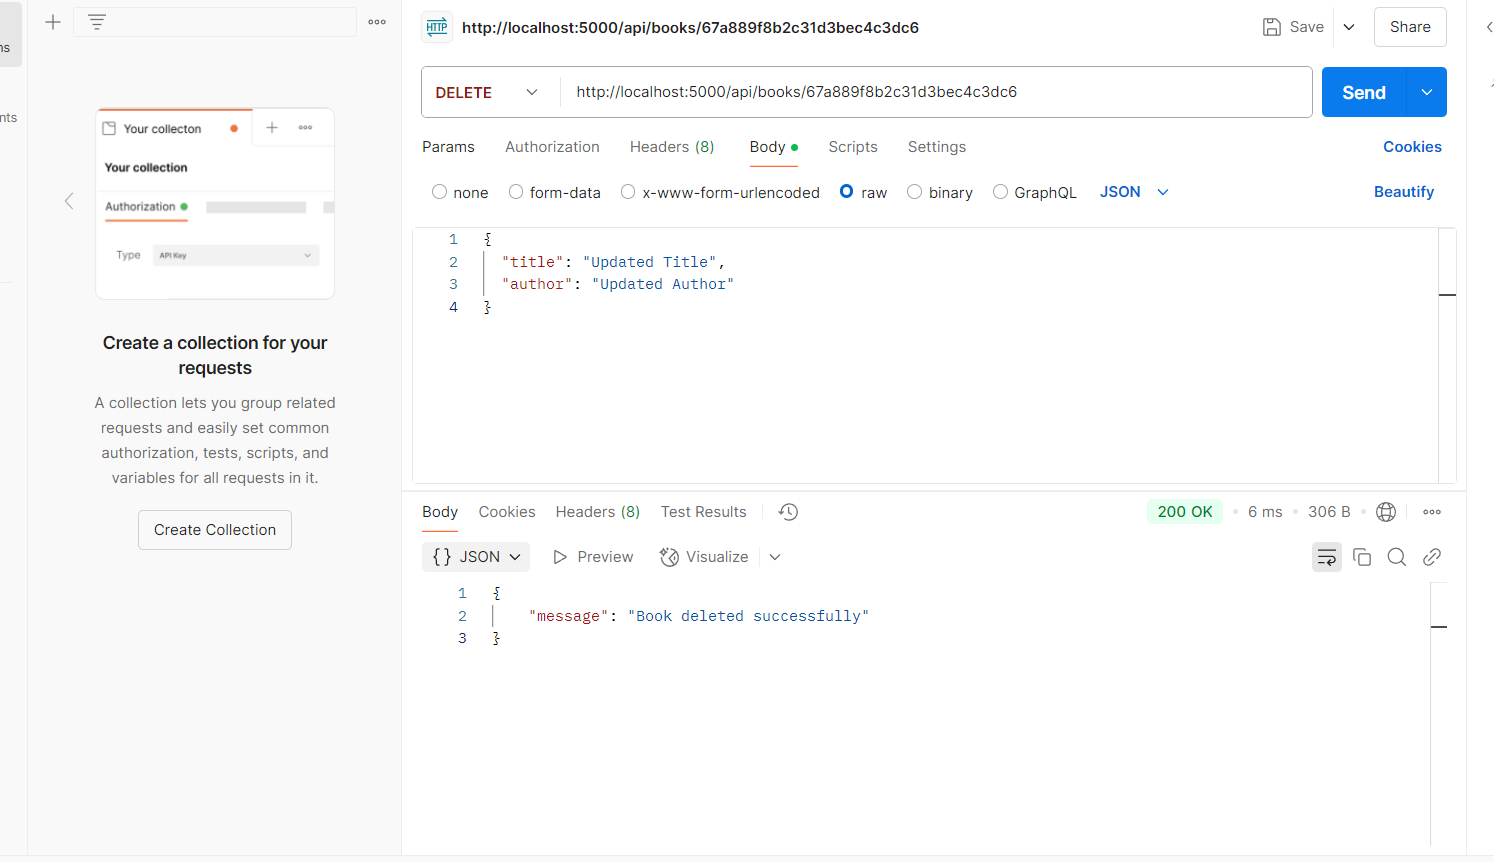 ns
nts
Your collecton
Your collection
Authorization
Type API Key
Create a collection for your
requests
A collection lets you group related
requests and easily set common
authorization, tests, scripts, and
variables for all requests in it.
Create Collection
HTTP http://localhost:5000/api/books/67a889f8b2c31d3bec4c3dc6 Save Share
DELETE http://localhost:5000/api/books/67a889f8b2c31d3bec4c3dc6 Send
Params Authorization Headers (8) Body Scripts Settings Cookies
none form-data x-www-form-urlencoded raw binary GraphQL JSON Beautify
1 {
2 "title": "Updated Title",
3 "author": "Updated Author"
4 }
Body Cookies Headers (8) Test Results 200 OK 6 ms 306 B
{} JSON Preview Visualize
1 {
2 "message": "Book deleted successfully"
3 }